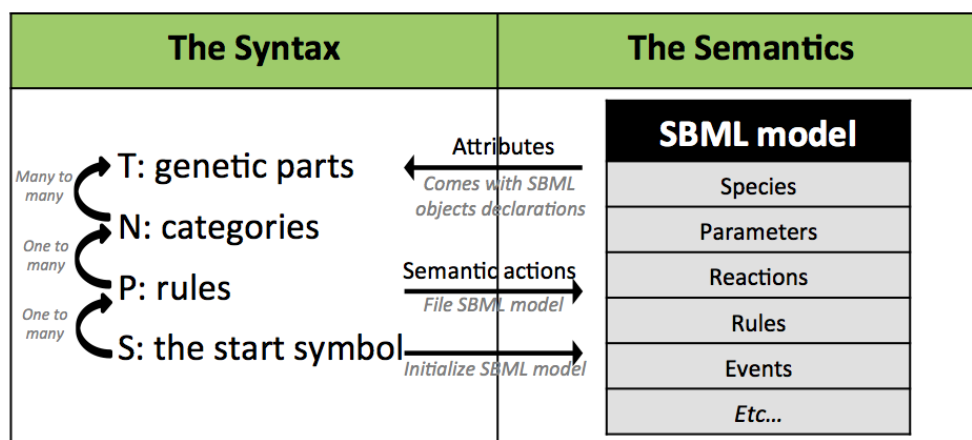 The Syntax
The Semantics
Many to
many
One to
many
One to
many
T: genetic parts
N: categories
P: rules
S: the start symbol
Attributes
Comes with SBML
objects declarations
Semantic actions
File SBML model
Initialize SBML model
SBML model
Species
Parameters
Reactions
Rules
Events
Etc...